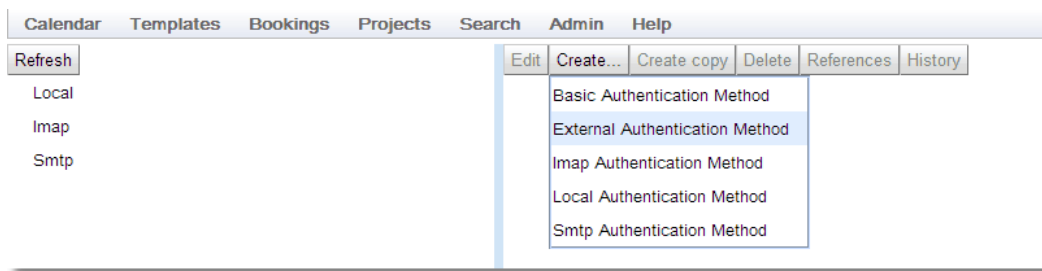 Calendar Templates Bookings Projects Search Admin Help
Refresh
Edit Create... Create copy Delete References History
Local
Imap
Smtp
Basic Authentication Method
External Authentication Method
Imap Authentication Method
Local Authentication Method
Smtp Authentication Method